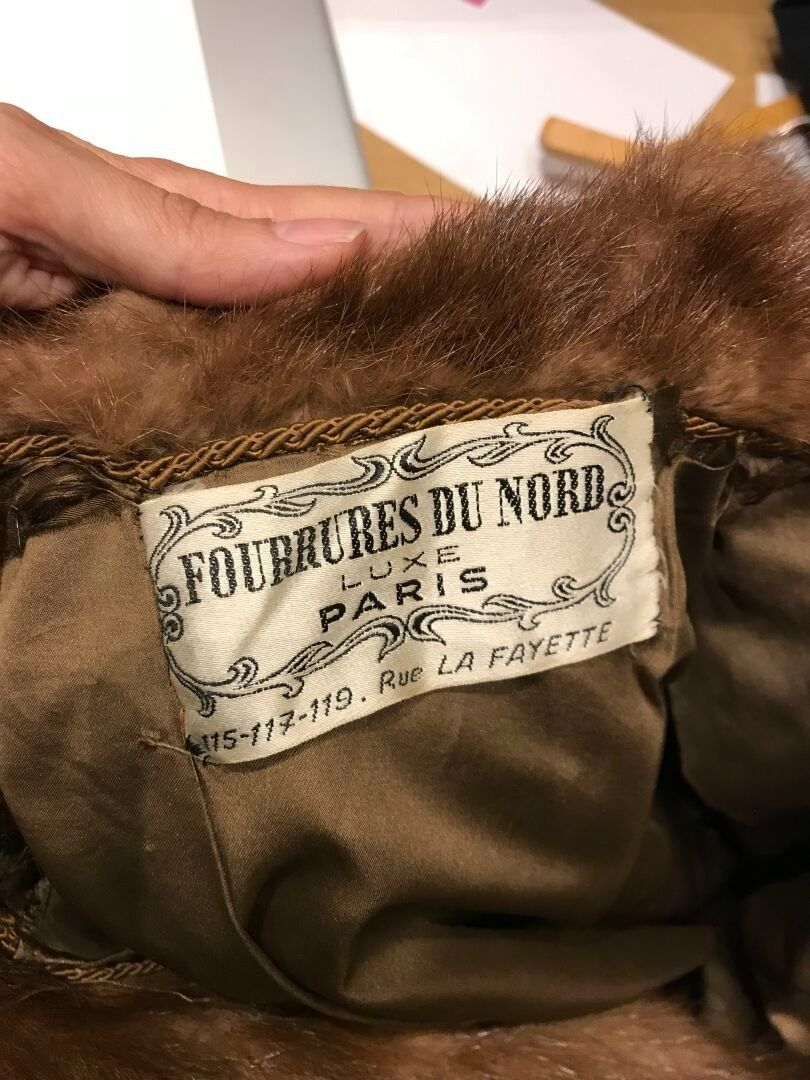 FOURRURES DU NORD
LUXE
PARIS
115-117-119. Rue LA FAYETTE